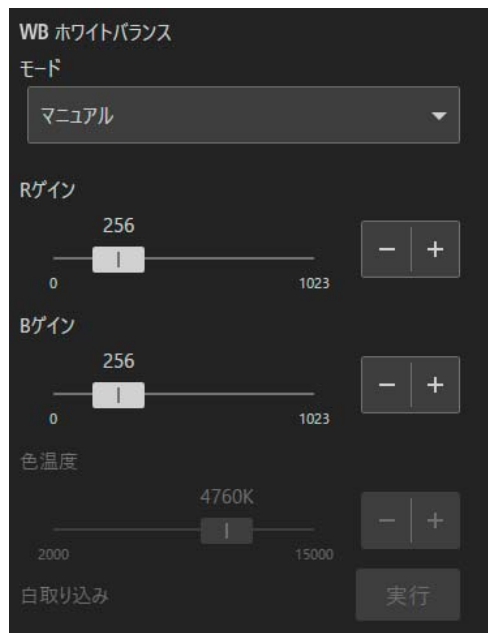 WB ホワイトバランス
モード
マニュアル
Rゲイン
256
− +
0 1023
Bゲイン
256
− +
0 1023
色温度
4760K
− +
2000 15000
白取り込み 実行